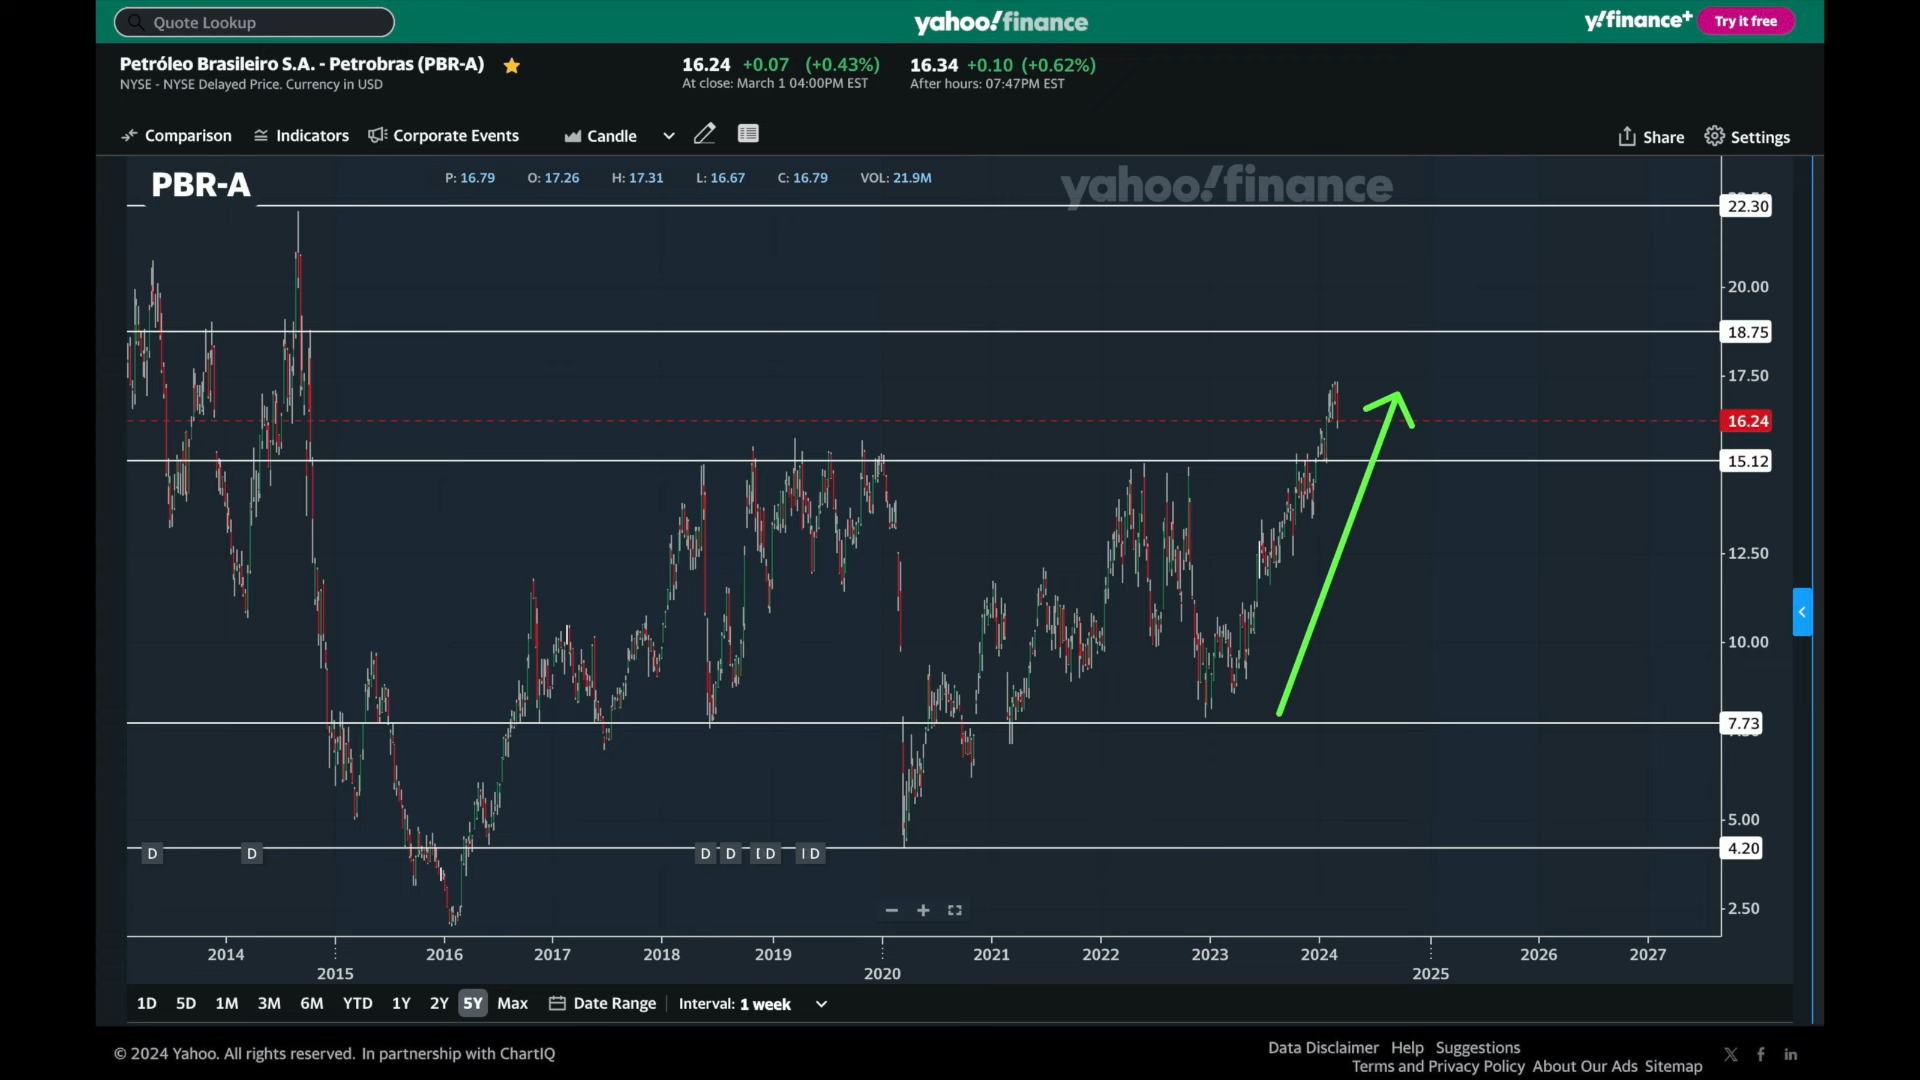 Quote Lookup
yahoo!finance
y!finance+
Try it free
Petróleo Brasileiro S.A. - Petrobras (PBR-A)
NYSE - NYSE Delayed Price. Currency in USD
16.24 +0.07 (+0.43%)
At close: March 1 04:00PM EST
16.34 +0.10 (+0.62%)
After hours: 07:47PM EST
Comparison
Indicators
Corporate Events
Candle
Share
Settings
PBR-A
P: 16.79 O: 17.26 H: 17.31 L: 16.67 C: 16.79 VOL: 21.9M
yahoo!finance
22.30
20.00
18.75
17.50
16.24
15.12
12.50
10.00
7.73
5.00
4.20
2.50
D D D D I D I D
2014 2015 2016 2017 2018 2019 2020 2021 2022 2023 2024 2025 2026 2027
1D 5D 1M 3M 6M YTD 1Y 2Y 5Y Max Date Range Interval: 1 week
© 2024 Yahoo. All rights reserved. In partnership with ChartIQ
Data Disclaimer Help Suggestions
Terms and Privacy Policy About Our Ads Sitemap